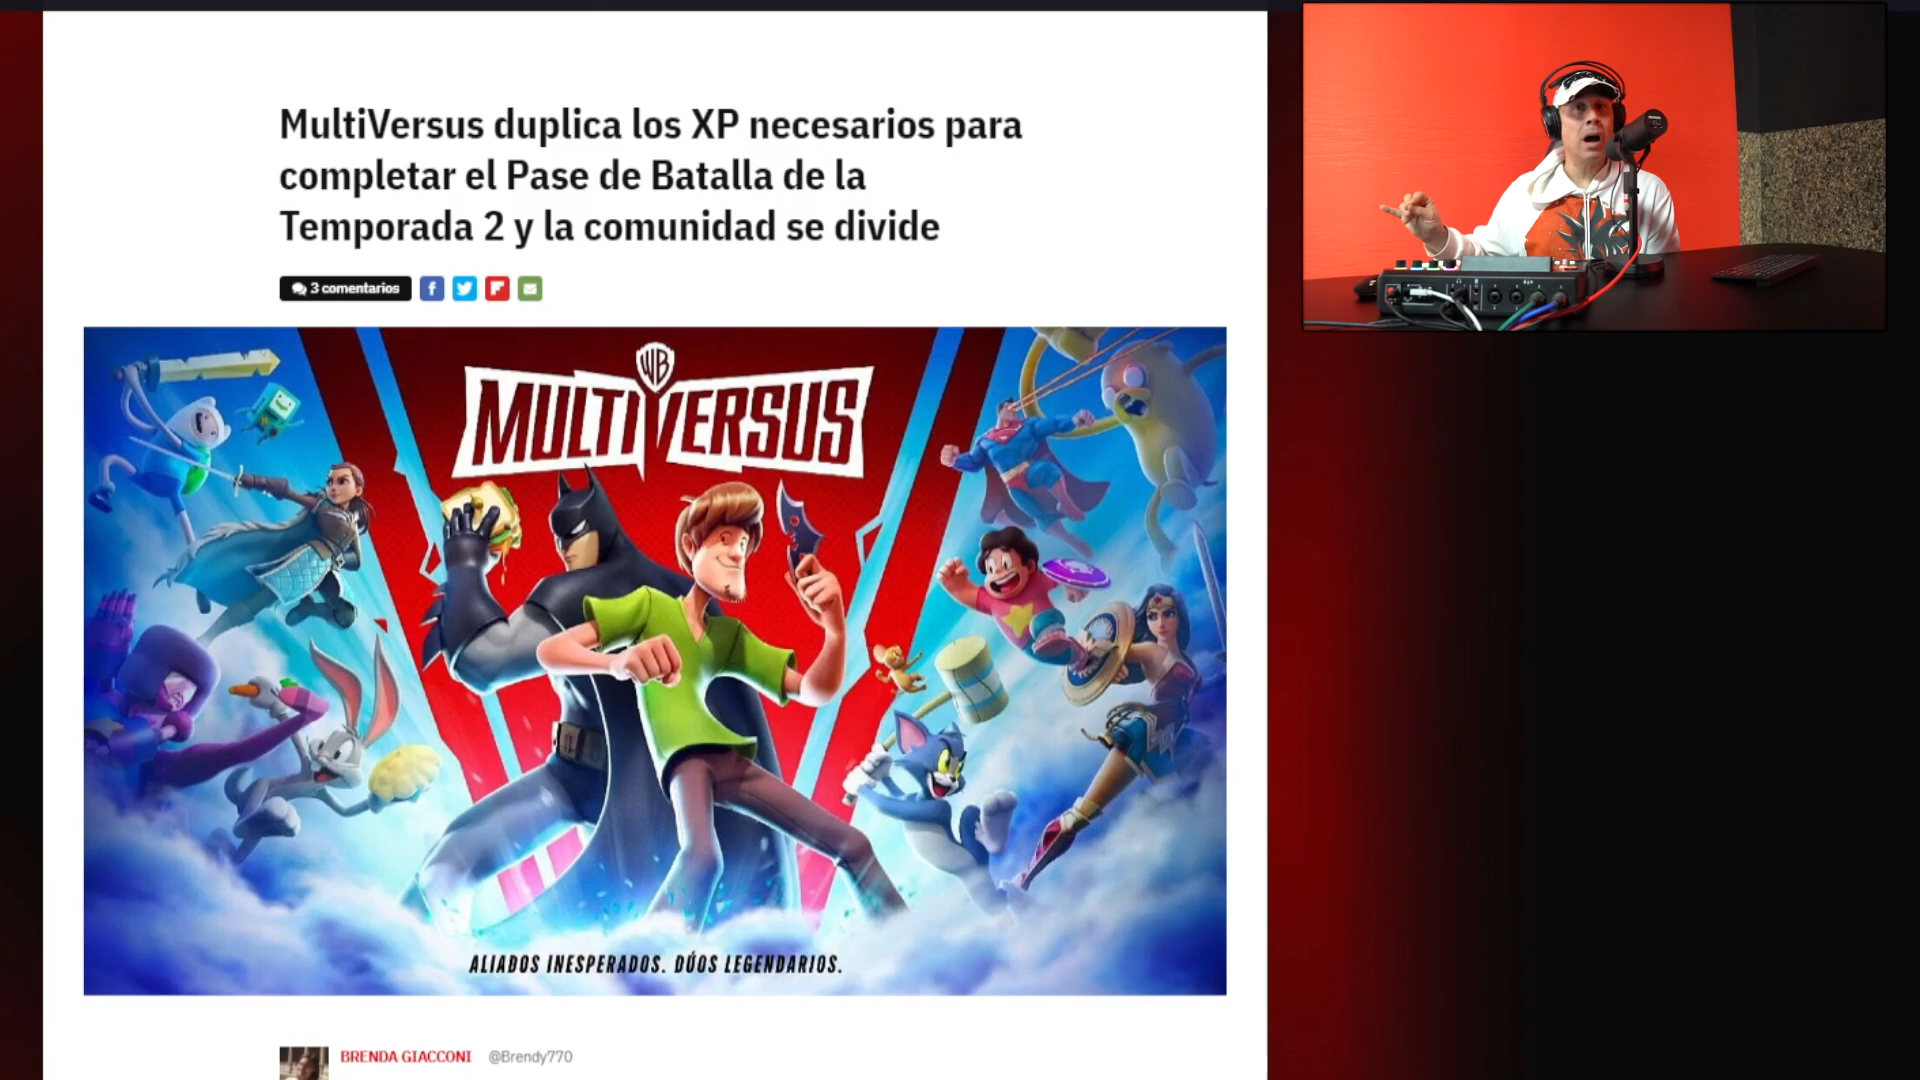 MultiVersus duplica los XP necesarios para
completar el Pase de Batalla de la
Temporada 2 y la comunidad se divide
3 comentarios
WB
MULTIVERSUS
ALIADOS INESPERADOS. DÚOS LEGENDARIOS.
BRENDA GIACCONI @Brendy770